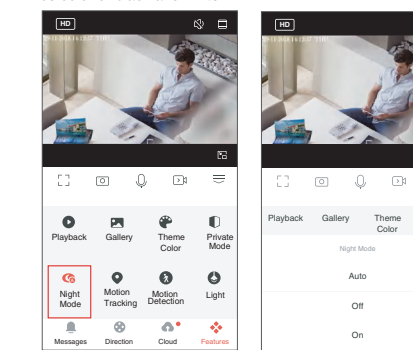 HD
Playback
Gallery
Theme
Color
Private
Mode
Night
Mode
Motion
Tracking
Motion
Detection
Light
Messages
Direction
Cloud
Features
HD
Playback
Gallery
Theme
Color
Night Mode
Auto
Off
On